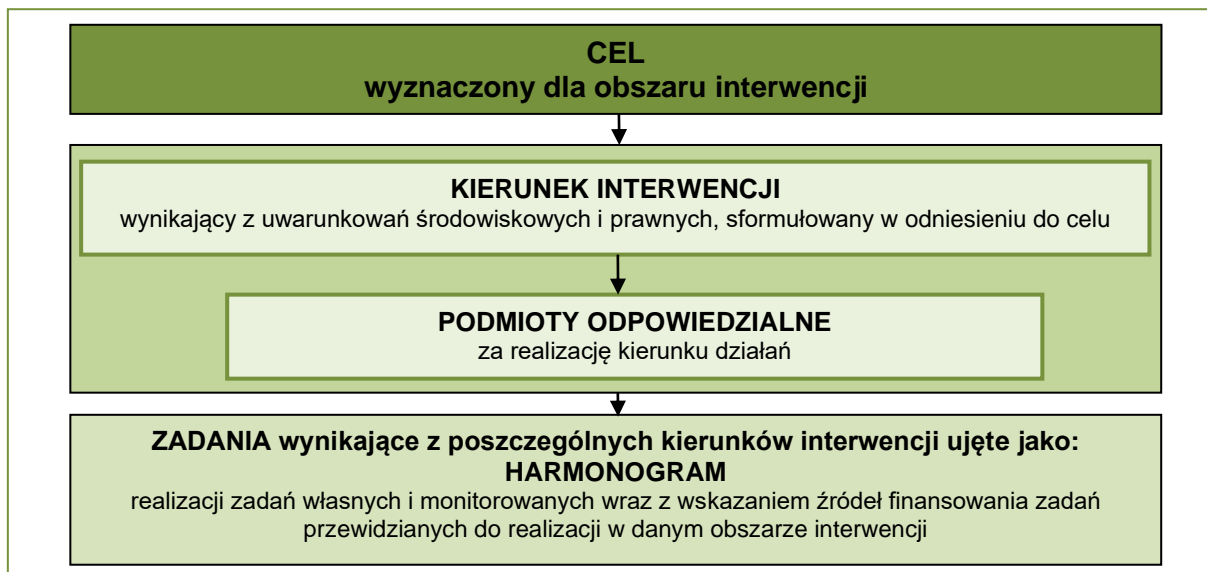 CEL
wyznaczony dla obszaru interwencji
KIERUNEK INTERWENCJI
wynikający z uwarunkowań środowiskowych i prawnych, sformułowany w odniesieniu do celu
PODMIOTY ODPOWIEDZIALNE
za realizację kierunku działań
ZADANIA wynikające z poszczególnych kierunków interwencji ujęte jako:
HARMONOGRAM
realizacji zadań własnych i monitorowanych wraz z wskazaniem źródeł finansowania zadań
przewidzianych do realizacji w danym obszarze interwencji